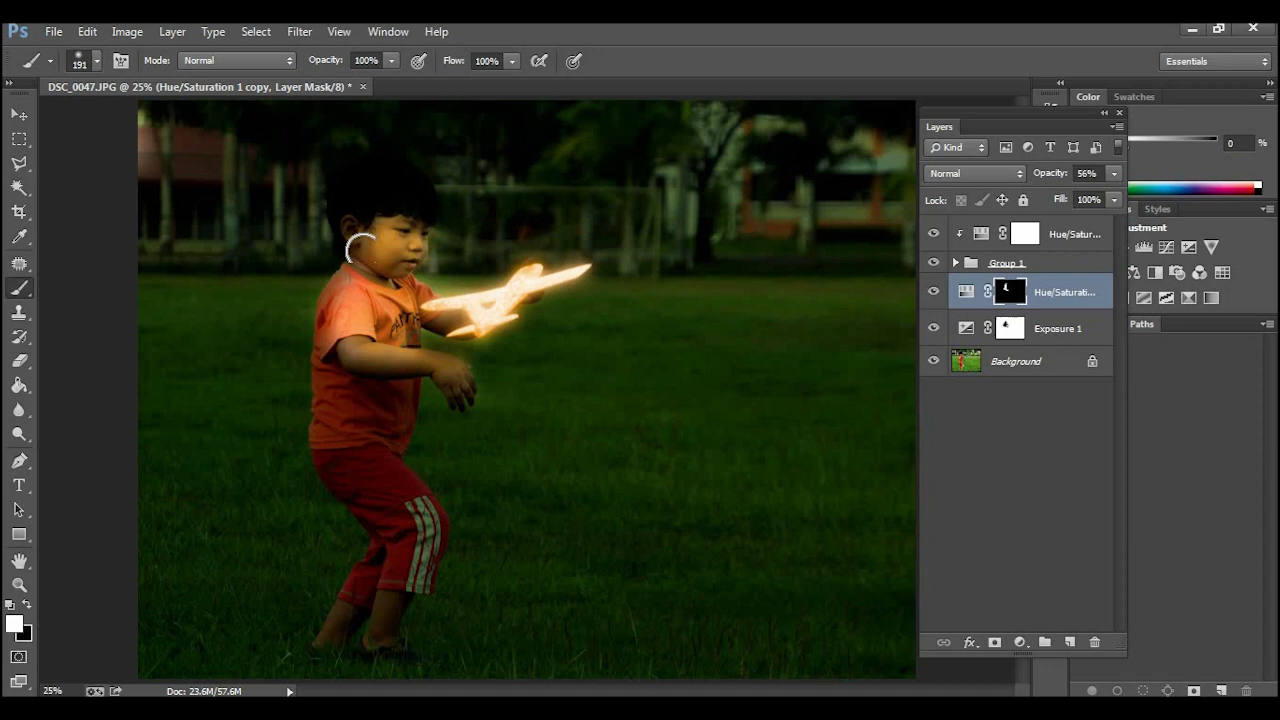 Ps File Edit Image Layer Type Select Filter View Window Help
191 Mode: Normal Opacity: 100% Flow: 100% Essentials
DSC_0047.JPG @ 25% (Hue/Saturation 1 copy, Layer Mask/8) * ×
Color Swatches
Layers
Kind
0 %
Normal Opacity: 56%
Lock: Fill: 100%
Styles
Hue/Satur...
justment
Group 1
Hue/Saturati...
Exposure 1
Paths
Background
25% Doc: 23.6M/57.6M